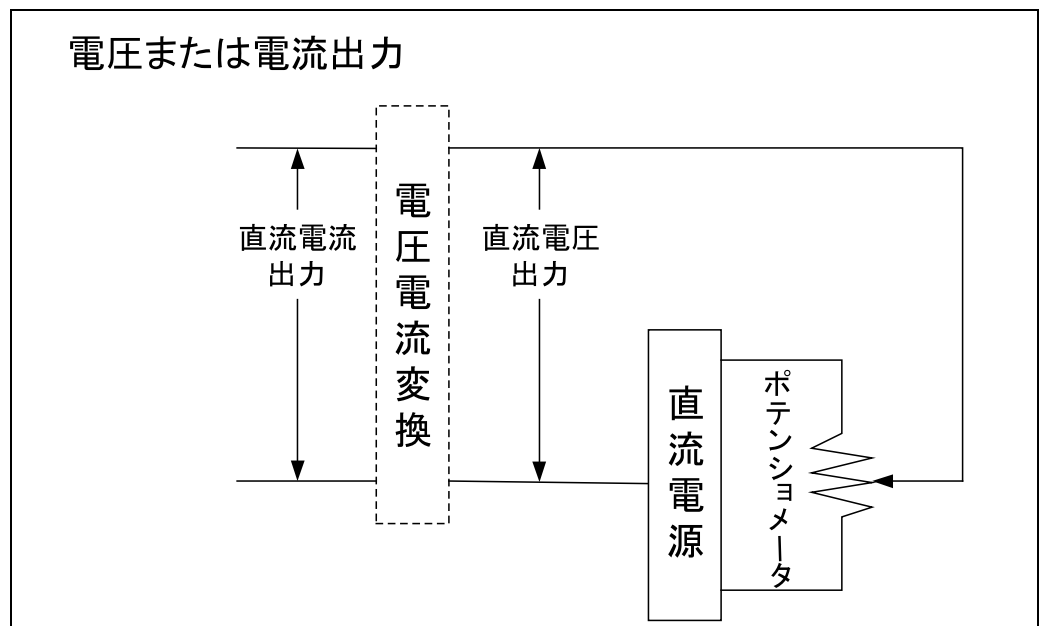 電圧または電流出力
直流電流
出力
電圧電流変換
直流電圧
出力
直流電源
ポテンショメータ